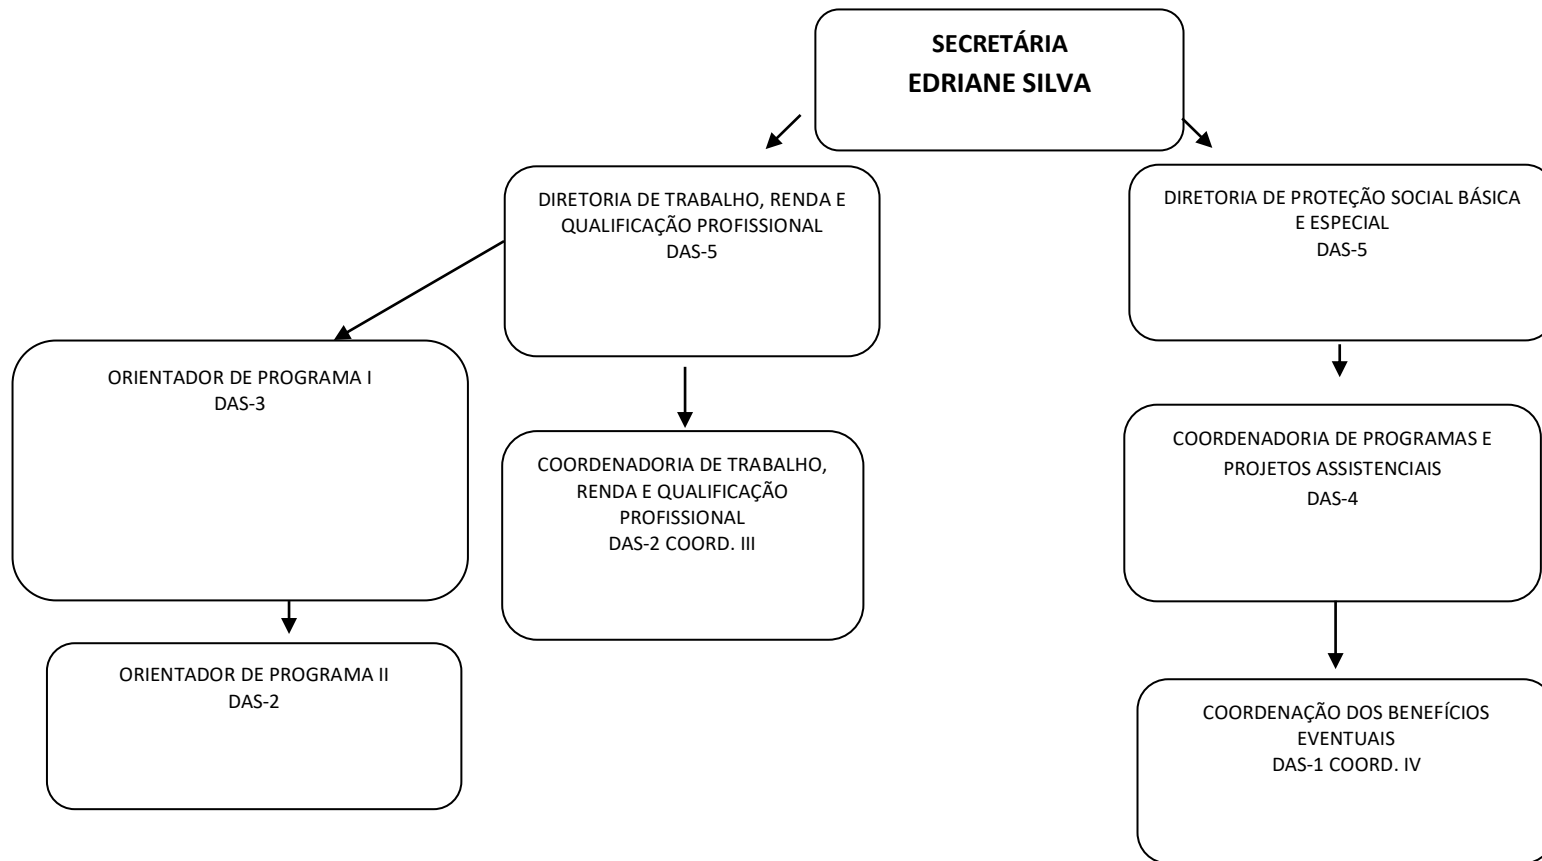 SECRETÁRIA
EDRIANE SILVA
DIRETORIA DE TRABALHO, RENDA E
QUALIFICAÇÃO PROFISSIONAL
DAS-5
DIRETORIA DE PROTEÇÃO SOCIAL BÁSICA
E ESPECIAL
DAS-5
ORIENTADOR DE PROGRAMA I
DAS-3
COORDENADORIA DE TRABALHO,
RENDA E QUALIFICAÇÃO
PROFISSIONAL
DAS-2 COORD. III
COORDENADORIA DE PROGRAMAS E
PROJETOS ASSISTENCIAIS
DAS-4
ORIENTADOR DE PROGRAMA II
DAS-2
COORDENAÇÃO DOS BENEFÍCIOS
EVENTUAIS
DAS-1 COORD. IV